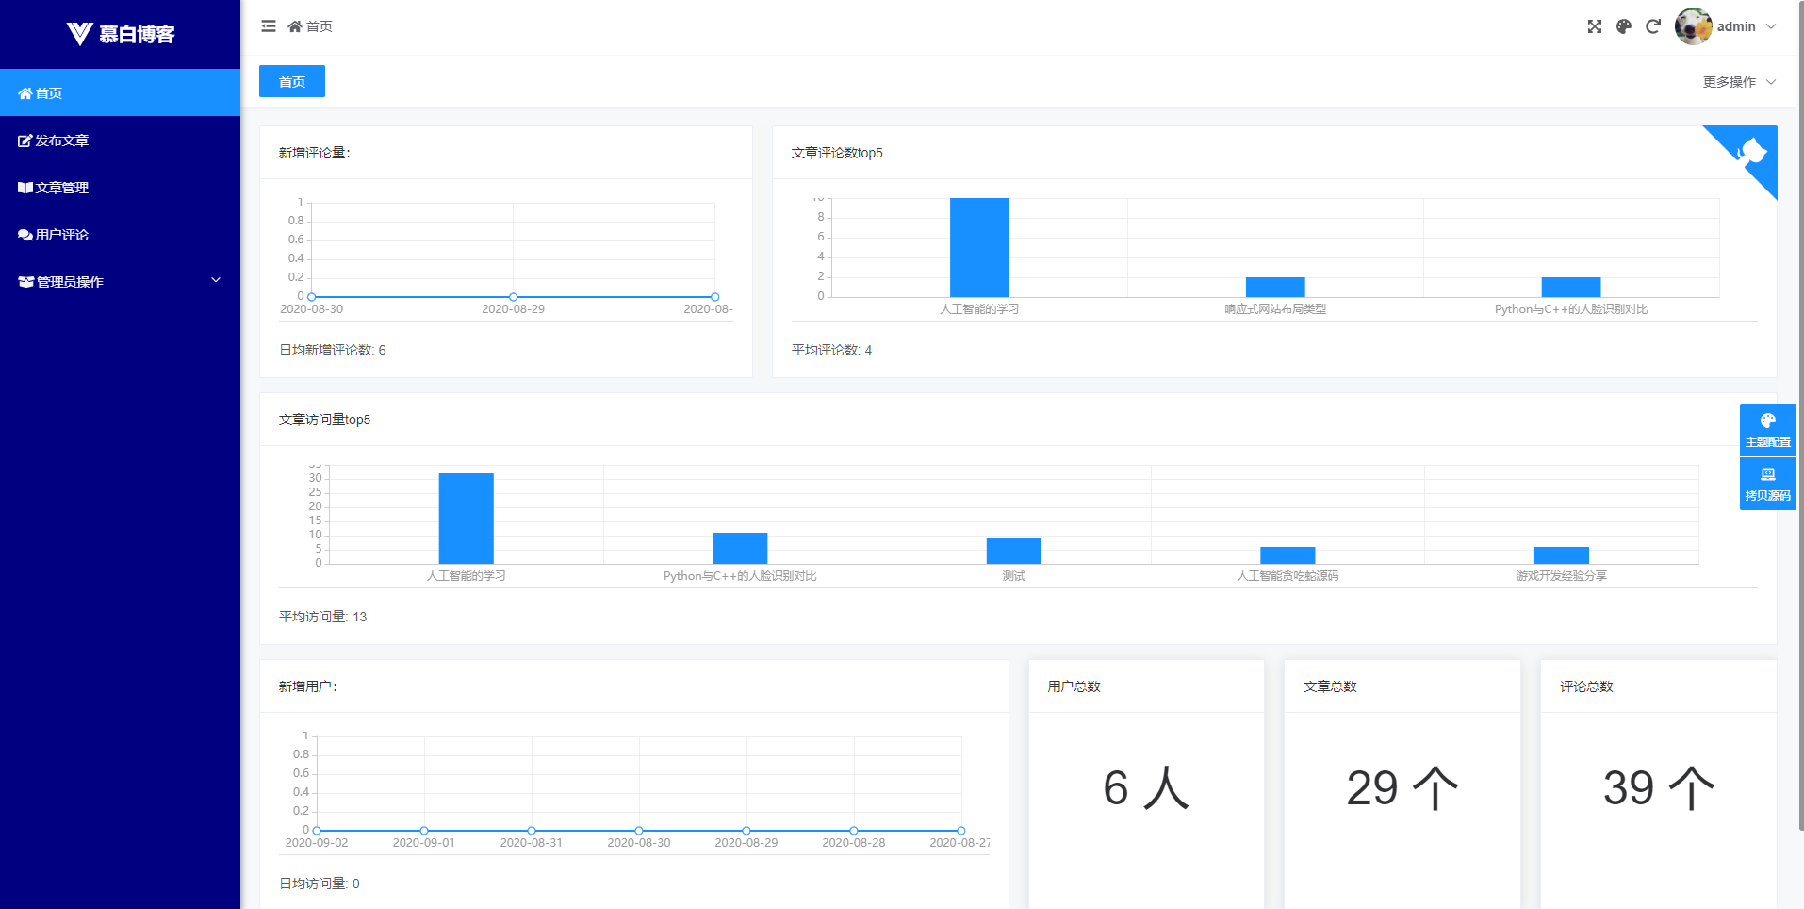 慕白博客
首页
发布文章
文章管理
用户评论
管理员操作
首页
admin
首页
更多操作
新增评论量:
1
0.8
0.6
0.4
0.2
0
2020-08-30
2020-08-29
2020-08-
日均新增评论数: 6
文章评论数top5
10
8
6
4
2
0
人工智能的学习
响应式网站布局类型
Python与C++的人脸识别对比
平均评论数: 4
文章访问量top5
35
30
25
20
15
10
5
0
人工智能的学习
Python与C++的人脸识别对比
测试
人工智能贪吃蛇源码
游戏开发经验分享
平均访问量: 13
主题配置
拷贝源码
新增用户:
1
0.8
0.6
0.4
0.2
0
2020-09-02
2020-09-01
2020-08-31
2020-08-30
2020-08-29
2020-08-28
2020-08-27
日均访问量: 0
用户总数
6 人
文章总数
29 个
评论总数
39 个